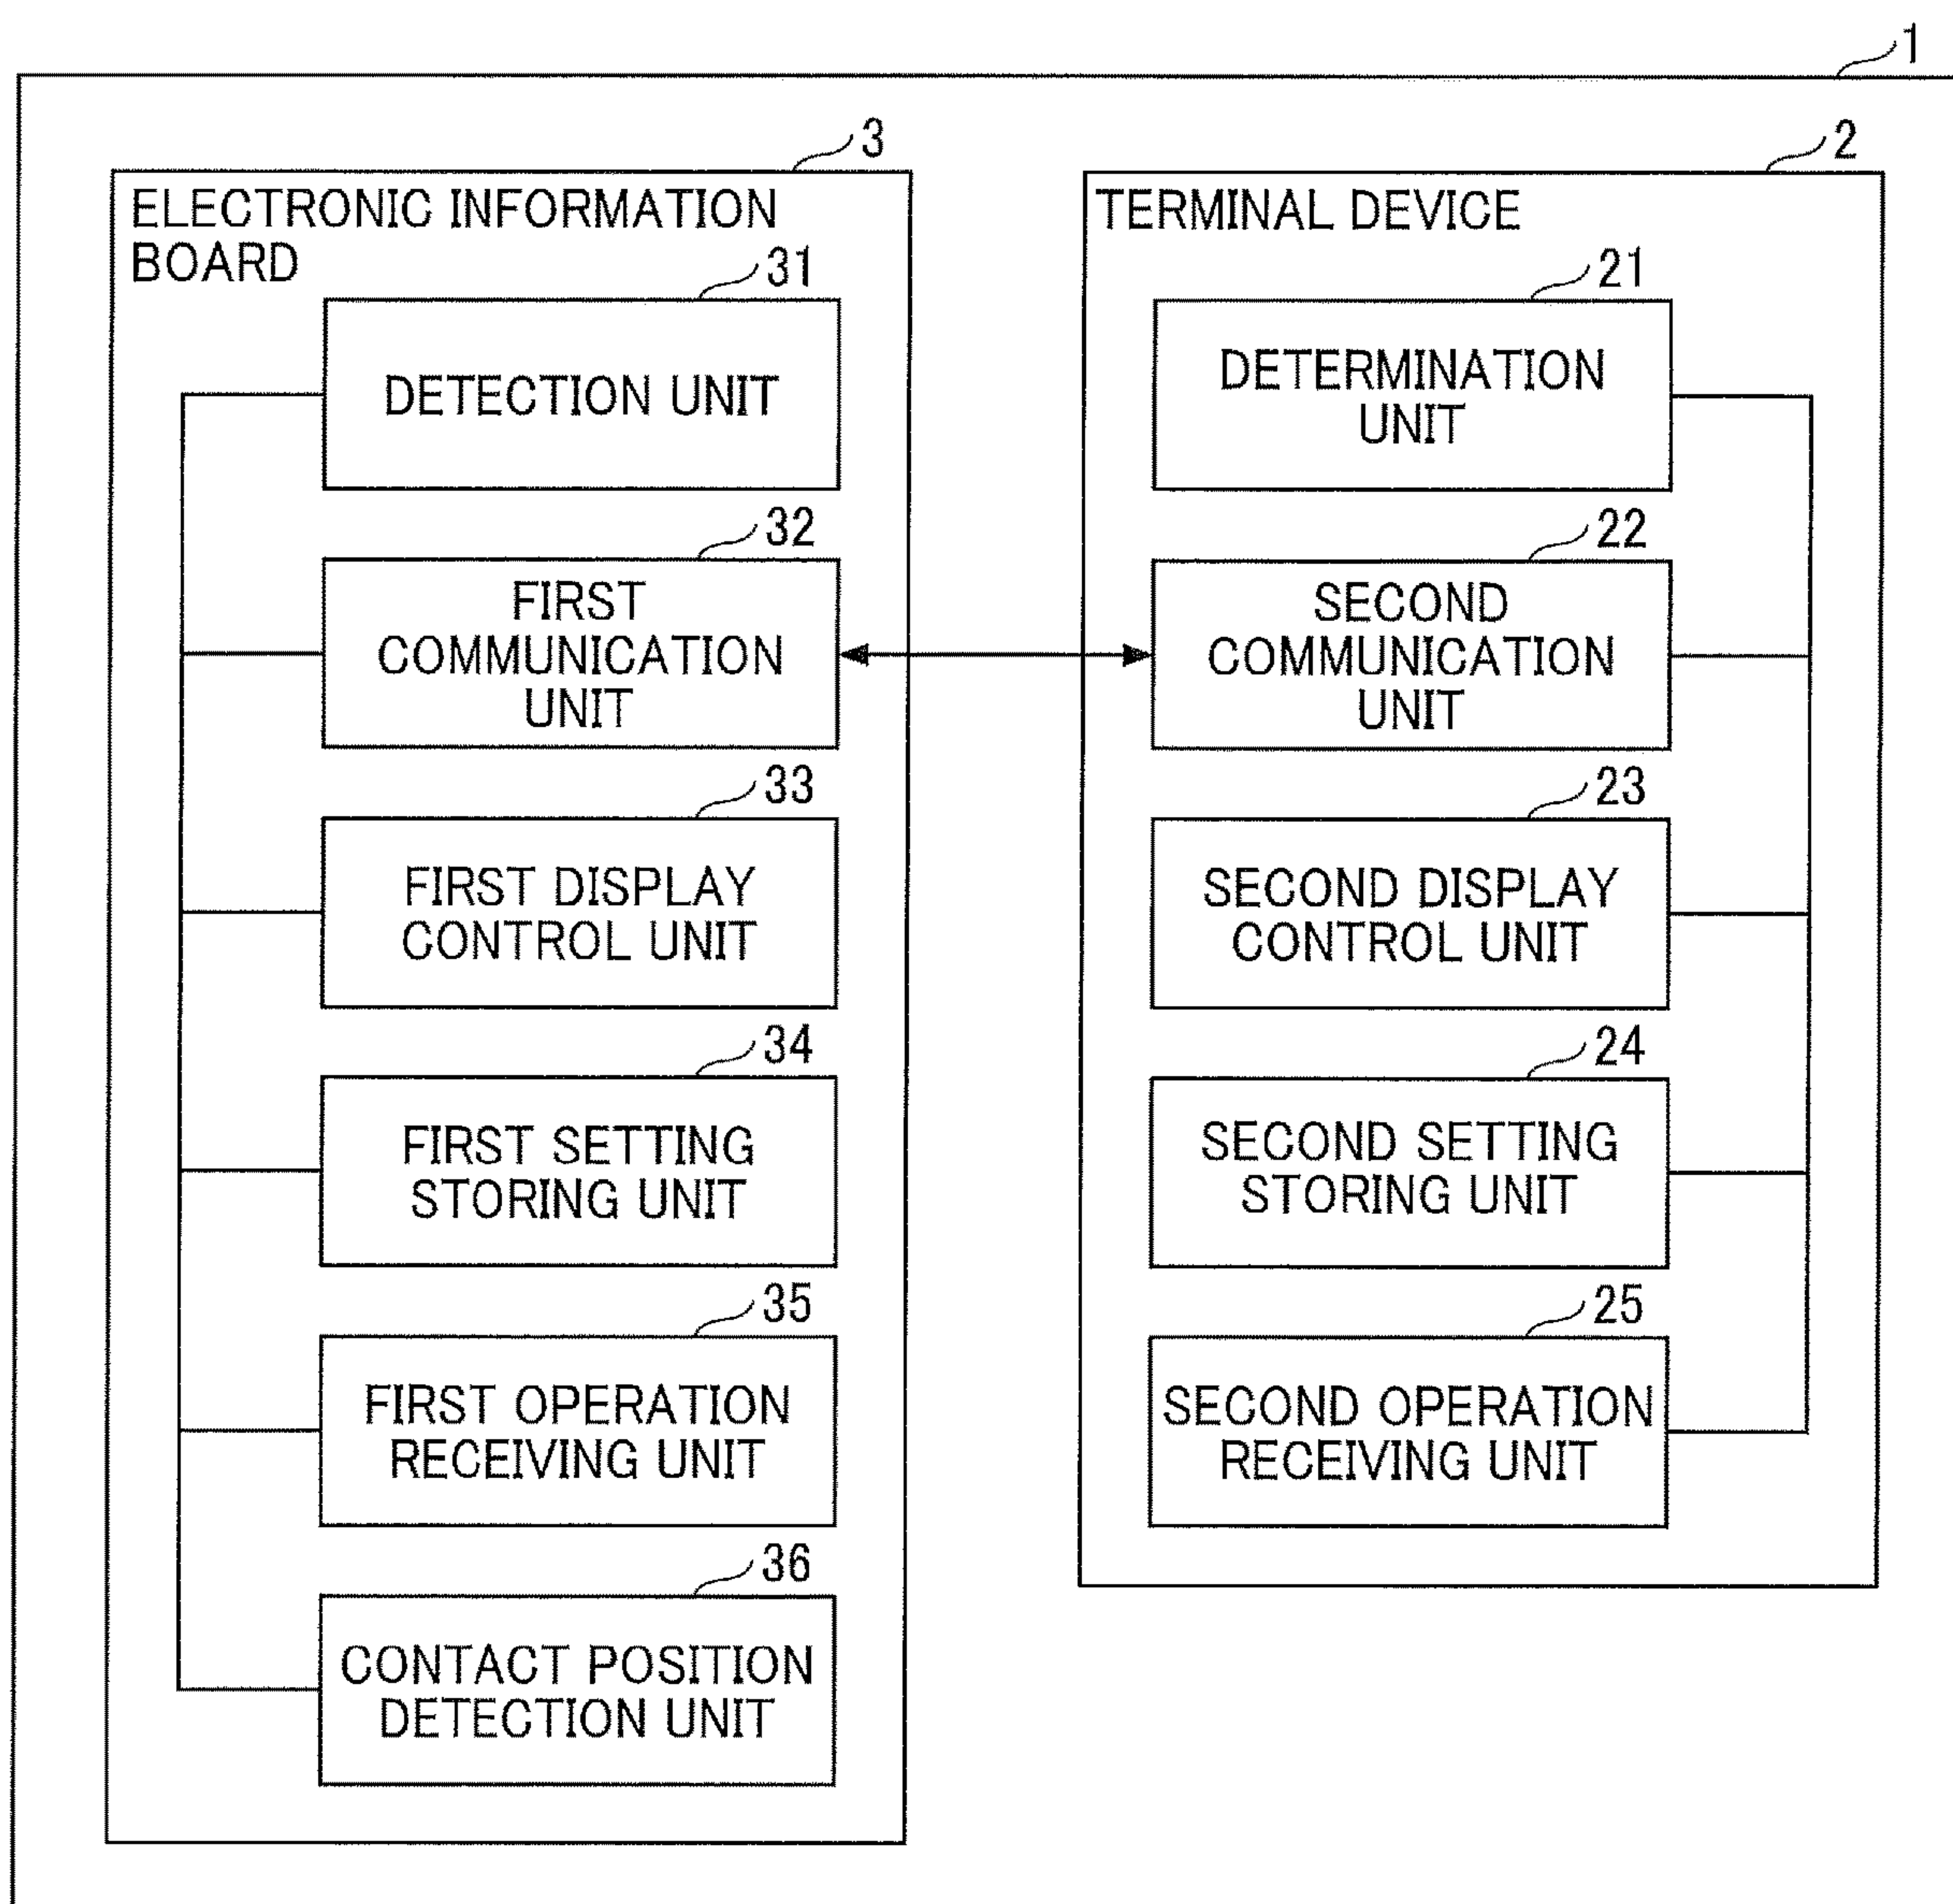 1
3
ELECTRONIC INFORMATION
BOARD
31
DETECTION UNIT
32
FIRST
COMMUNICATION
UNIT
33
FIRST DISPLAY
CONTROL UNIT
34
FIRST SETTING
STORING UNIT
35
FIRST OPERATION
RECEIVING UNIT
36
CONTACT POSITION
DETECTION UNIT
2
TERMINAL DEVICE
21
DETERMINATION
UNIT
22
SECOND
COMMUNICATION
UNIT
23
SECOND DISPLAY
CONTROL UNIT
24
SECOND SETTING
STORING UNIT
25
SECOND OPERATION
RECEIVING UNIT